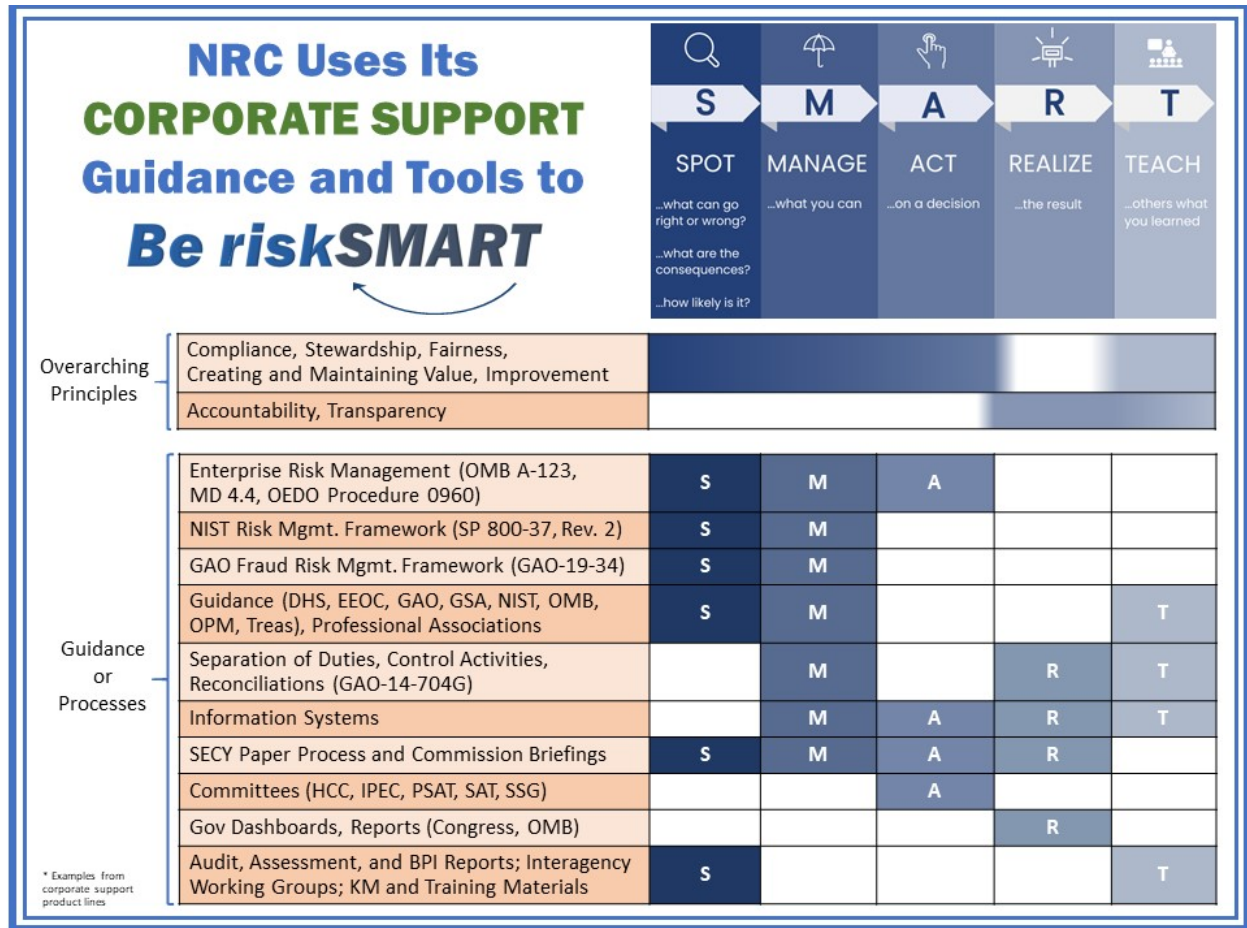 NRC Uses Its
CORPORATE SUPPORT
Guidance and Tools to
Be riskSMART
S M A R T
SPOT MANAGE ACT REALIZE TEACH
...what can go
right or wrong?
...what are the
consequences?
...how likely is it?
...what you can
...on a decision
...the result
...others what
you learned
Overarching
Principles
Compliance, Stewardship, Fairness,
Creating and Maintaining Value, Improvement
Accountability, Transparency
Guidance
or
Processes
Enterprise Risk Management (OMB A-123,
MD 4.4, OEDO Procedure 0960)
S M A
NIST Risk Mgmt. Framework (SP 800-37, Rev. 2)
S M
GAO Fraud Risk Mgmt. Framework (GAO-19-34)
S M
Guidance (DHS, EEOC, GAO, GSA, NIST, OMB,
OPM, Treas), Professional Associations
S M T
Separation of Duties, Control Activities,
Reconciliations (GAO-14-704G)
M R T
Information Systems
M A R T
SECY Paper Process and Commission Briefings
S M A R
Committees (HCC, IPEC, PSAT, SAT, SSG)
A
Gov Dashboards, Reports (Congress, OMB)
R
Audit, Assessment, and BPI Reports; Interagency
Working Groups; KM and Training Materials
S T
* Examples from
corporate support
product lines